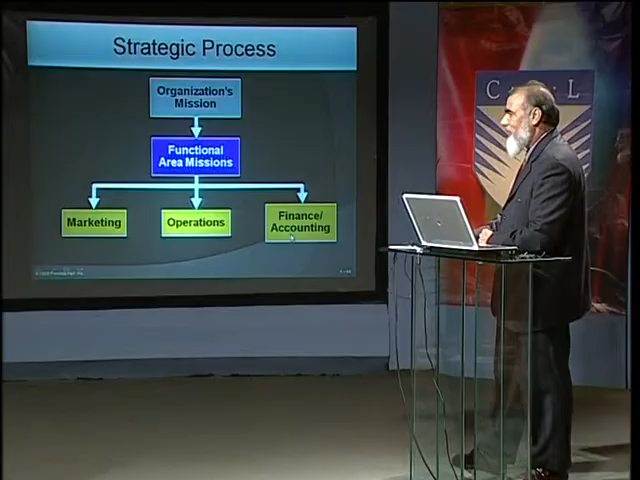 Strategic Process
Organization's
Mission
Functional
Area Missions
Marketing
Operations
Finance/
Accounting
C
L